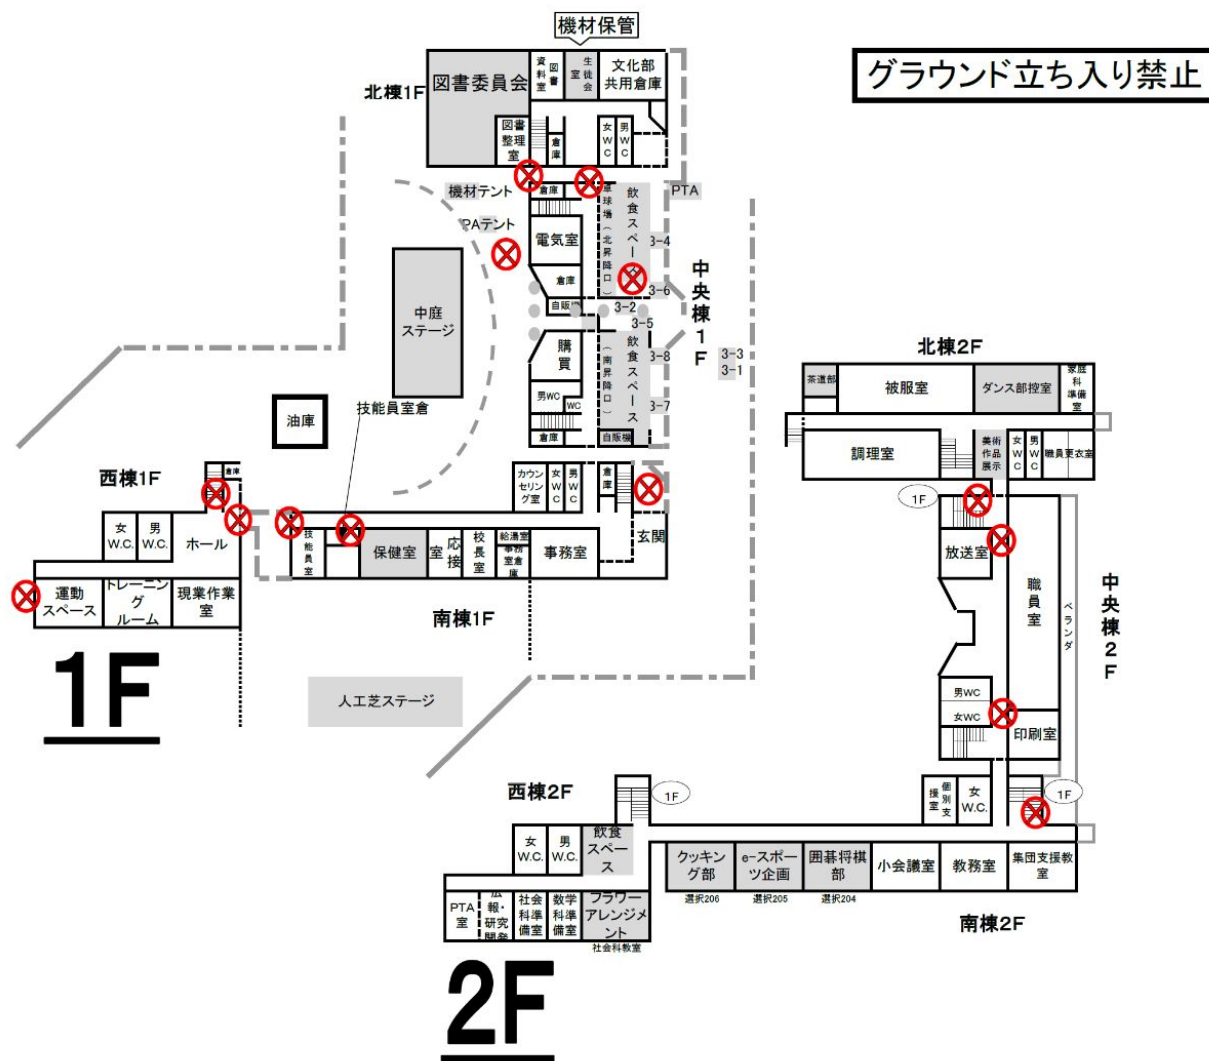 機材保管
グラウンド立ち入り禁止
北棟1F
図書委員会
図書
資料室
生徒会
室
文化部
共用倉庫
図書
整理
室
倉庫
女WC
男WC
機材テント
倉庫
卓球場(北昇降口)
飲食スペース
PTA
PAテント
電気室
3-4
倉庫
3-6
自販機
3-2
3-5
中央棟1F
中庭
ステージ
購買
(南昇降口)
飲食スペース
3-8
3-3
3-1
男WC
WC
3-7
倉庫
自販機
技能員室倉
油庫
北棟2F
茶道部
被服室
ダンス部控室
家庭
科
準備
室
調理室
美術
作品
展示
女WC
男WC
職員更衣室
西棟1F
倉庫
カウン
セリン
グ室
女WC
男WC
倉庫
女
W.C.
男
W.C.
ホール
技能員室
保健室
応接
室
校長室
給湯室
事務
室倉
庫
事務室
玄関
運動
スペース
トレーニン
グ
ルーム
現業作業
室
南棟1F
1F
人工芝ステージ
1F
放送室
職員室
ベランダ
中央棟2F
男WC
女WC
印刷室
西棟2F
1F
個別支
援室
女
W.C.
1F
女
W.C.
男
W.C.
飲食
スペー
ス
クッキン
グ部
e-スポー
ツ企画
囲碁将棋
部
小会議室
教務室
集団支援教
室
選択206
選択205
選択204
PTA
室
広
報・
研究
開発
社会
科準
備室
数学
科準
備室
フラワー
アレンジメ
ント
社会科教室
南棟2F
2F